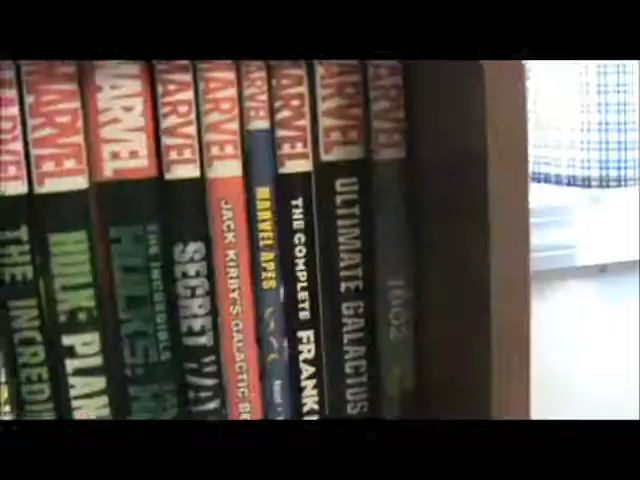 MARVEL
THE INCREDI
MARVEL
HULK: PLAN
MARVEL
THE INCREDIBLE
HULKS:
MARVEL
SECRET WA
MARVEL
JACK KIRBY'S GALACTIC B
MARVEL
MARVEL APES
MARVEL
THE COMPLETE FRANK
MARVEL
ULTIMATE GALACTUS
MARVEL
1602